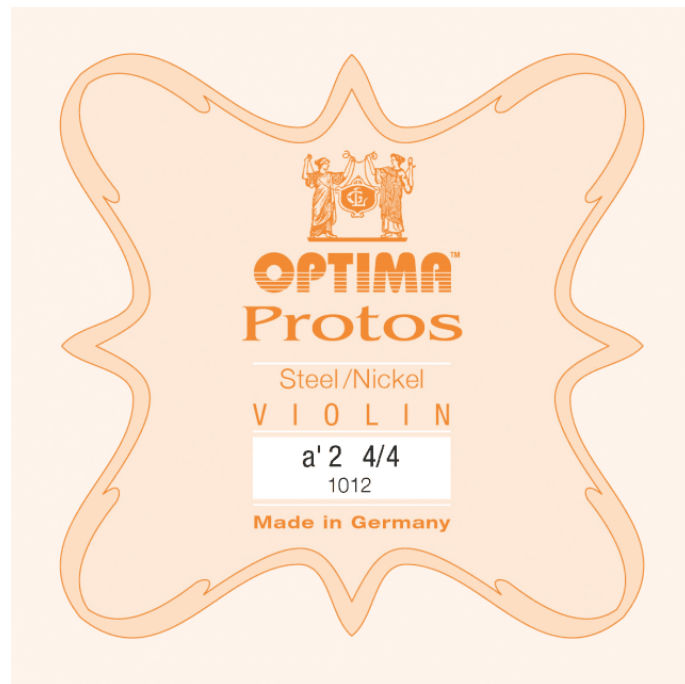 OPTIMA™
Protos
Steel/Nickel
VIOLIN
a' 2 4/4
1012
Made in Germany